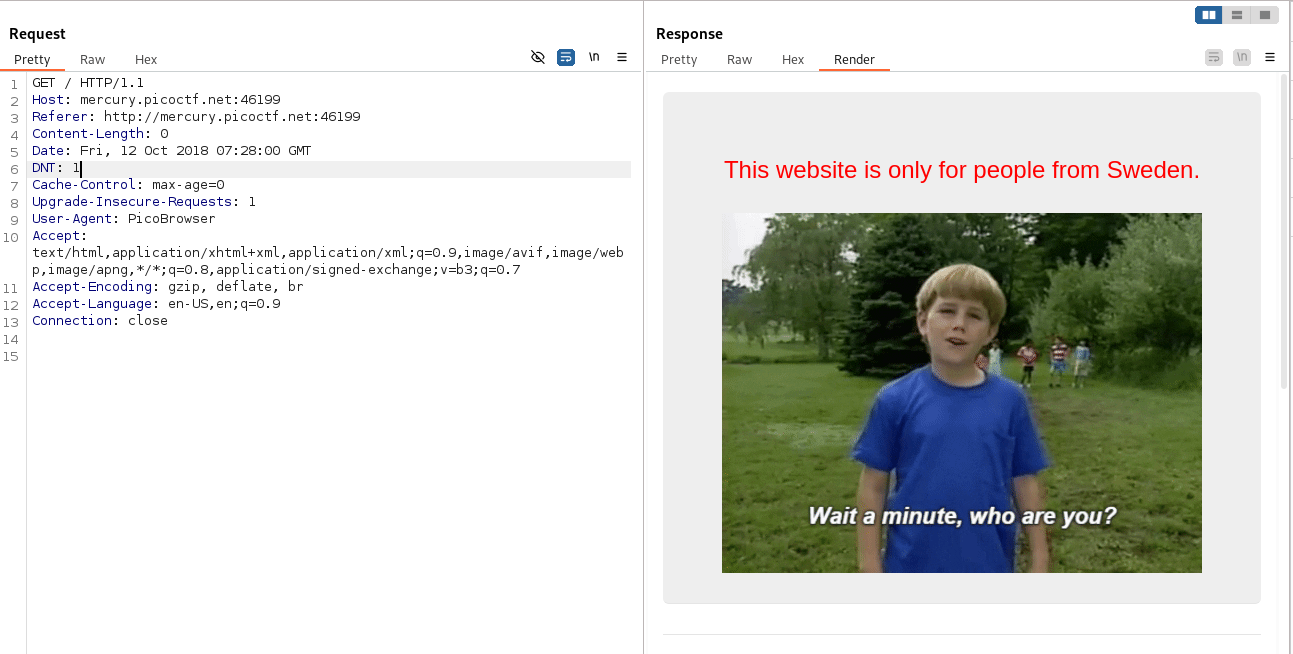 Request
Pretty Raw Hex \n
1 GET / HTTP/1.1
2 Host: mercury.picoctf.net:46199
3 Referer: http://mercury.picoctf.net:46199
4 Content-Length: 0
5 Date: Fri, 12 Oct 2018 07:28:00 GMT
6 DNT: 1
7 Cache-Control: max-age=0
8 Upgrade-Insecure-Requests: 1
9 User-Agent: PicoBrowser
10 Accept:
text/html,application/xhtml+xml,application/xml;q=0.9,image/avif,image/web
p,image/apng,*/*;q=0.8,application/signed-exchange;v=b3;q=0.7
11 Accept-Encoding: gzip, deflate, br
12 Accept-Language: en-US,en;q=0.9
13 Connection: close
14
15
Response
Pretty Raw Hex Render \n
This website is only for people from Sweden.
Wait a minute, who are you?